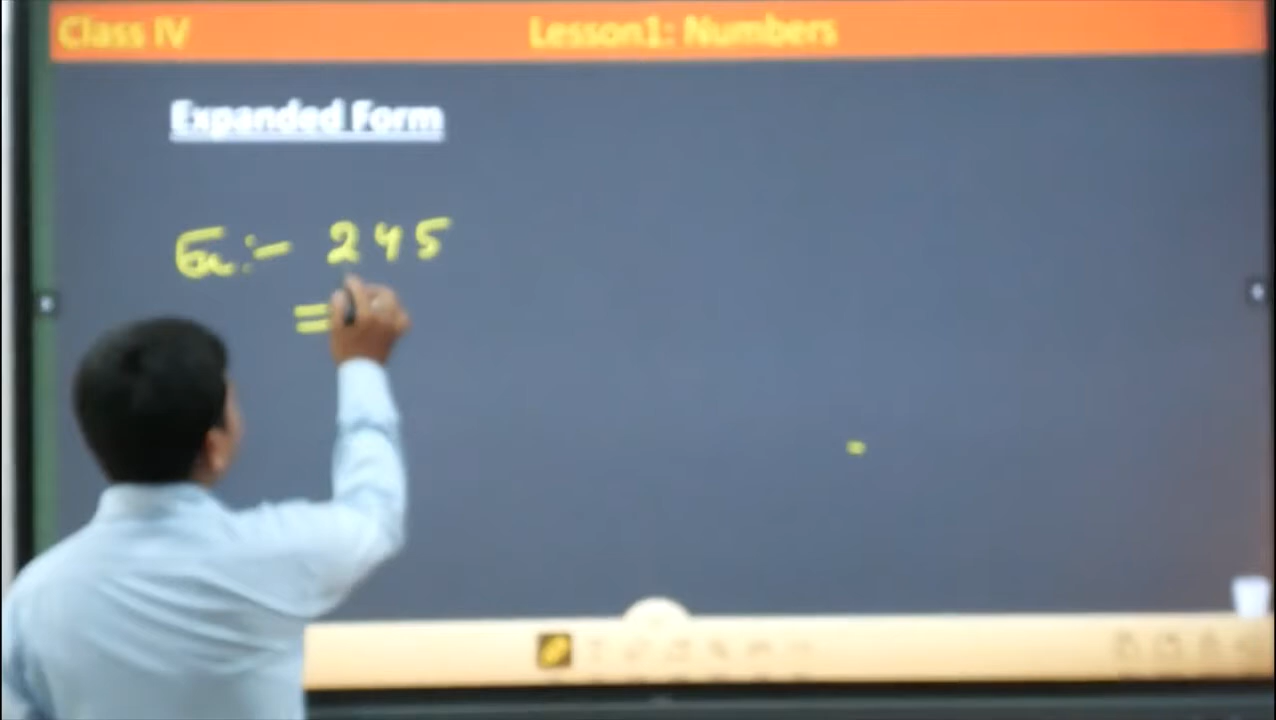 Class IV Lesson1: Numbers
Expanded Form
Ex:- 245
=